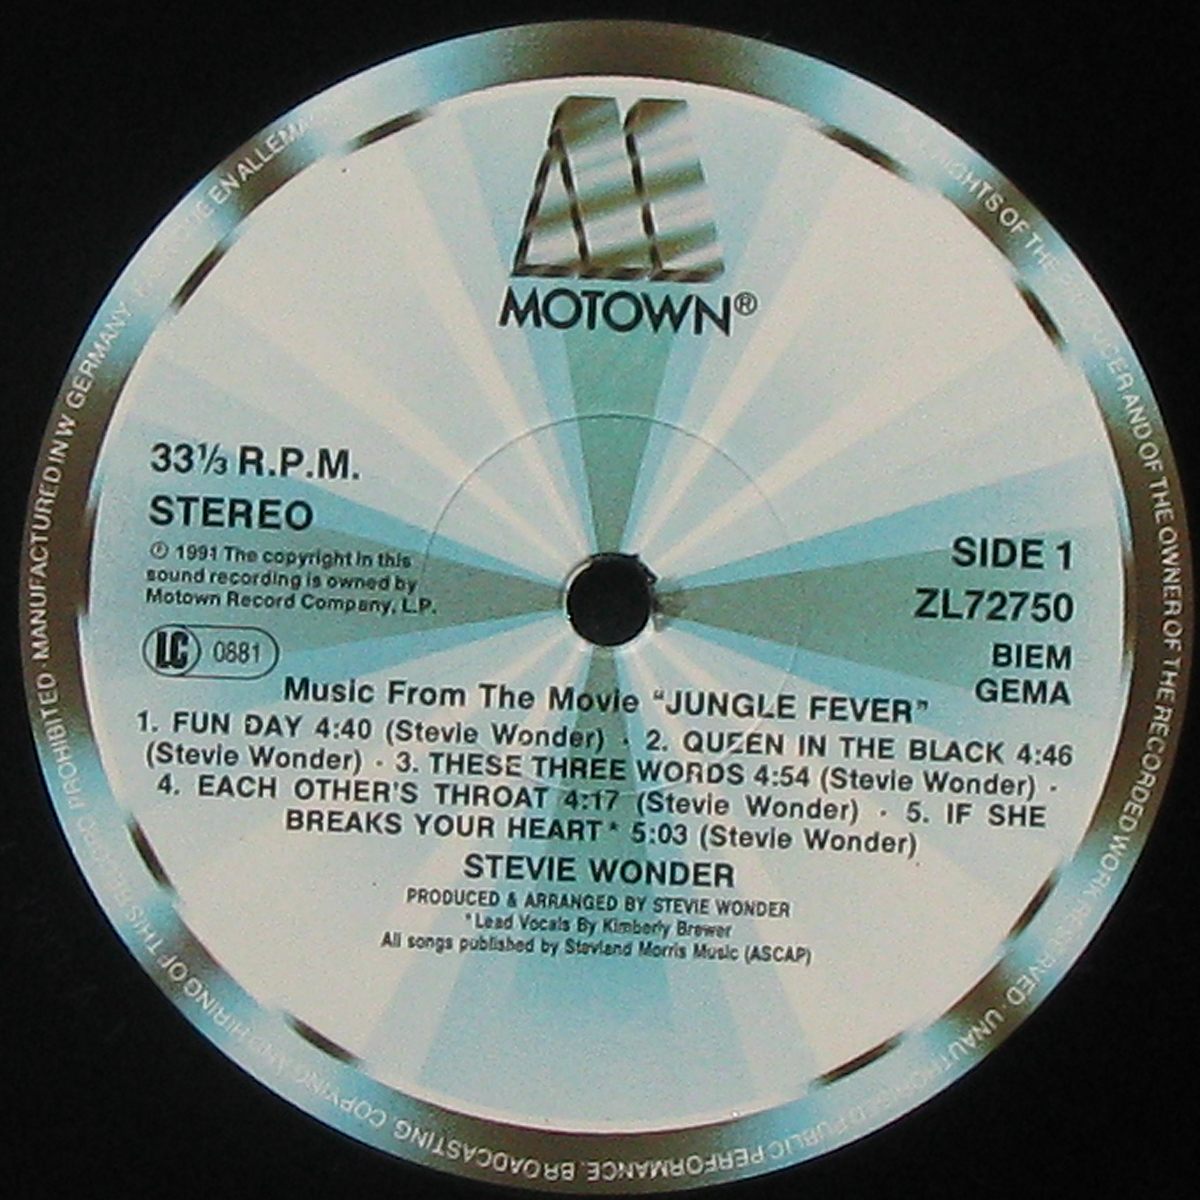 MOTOWN®
33⅓ R.P.M.
STEREO
℗ 1991 The copyright in this
sound recording is owned by
Motown Record Company, L.P.
LC 0881
SIDE 1
ZL72750
BIEM
GEMA
Music From The Movie “JUNGLE FEVER”
1. FUN DAY 4:40 (Stevie Wonder) · 2. QUEEN IN THE BLACK 4:46
(Stevie Wonder) · 3. THESE THREE WORDS 4:54 (Stevie Wonder) ·
4. EACH OTHER'S THROAT 4:17 (Stevie Wonder) · 5. IF SHE
BREAKS YOUR HEART* 5:03 (Stevie Wonder)
STEVIE WONDER
PRODUCED & ARRANGED BY STEVIE WONDER
*Lead Vocals By Kimberly Brewer
All songs published by Stevland Morris Music (ASCAP)
RIGHTS OF THE PRODUCER AND OF THE OWNER OF THE RECORDED WORK RESERVED · UNAUTHORISED PUBLIC PERFORMANCE, BROADCASTING, COPYING AND HIRING OF THIS RECORD PROHIBITED · MANUFACTURED IN W GERMANY · EN ALLEMAGNE